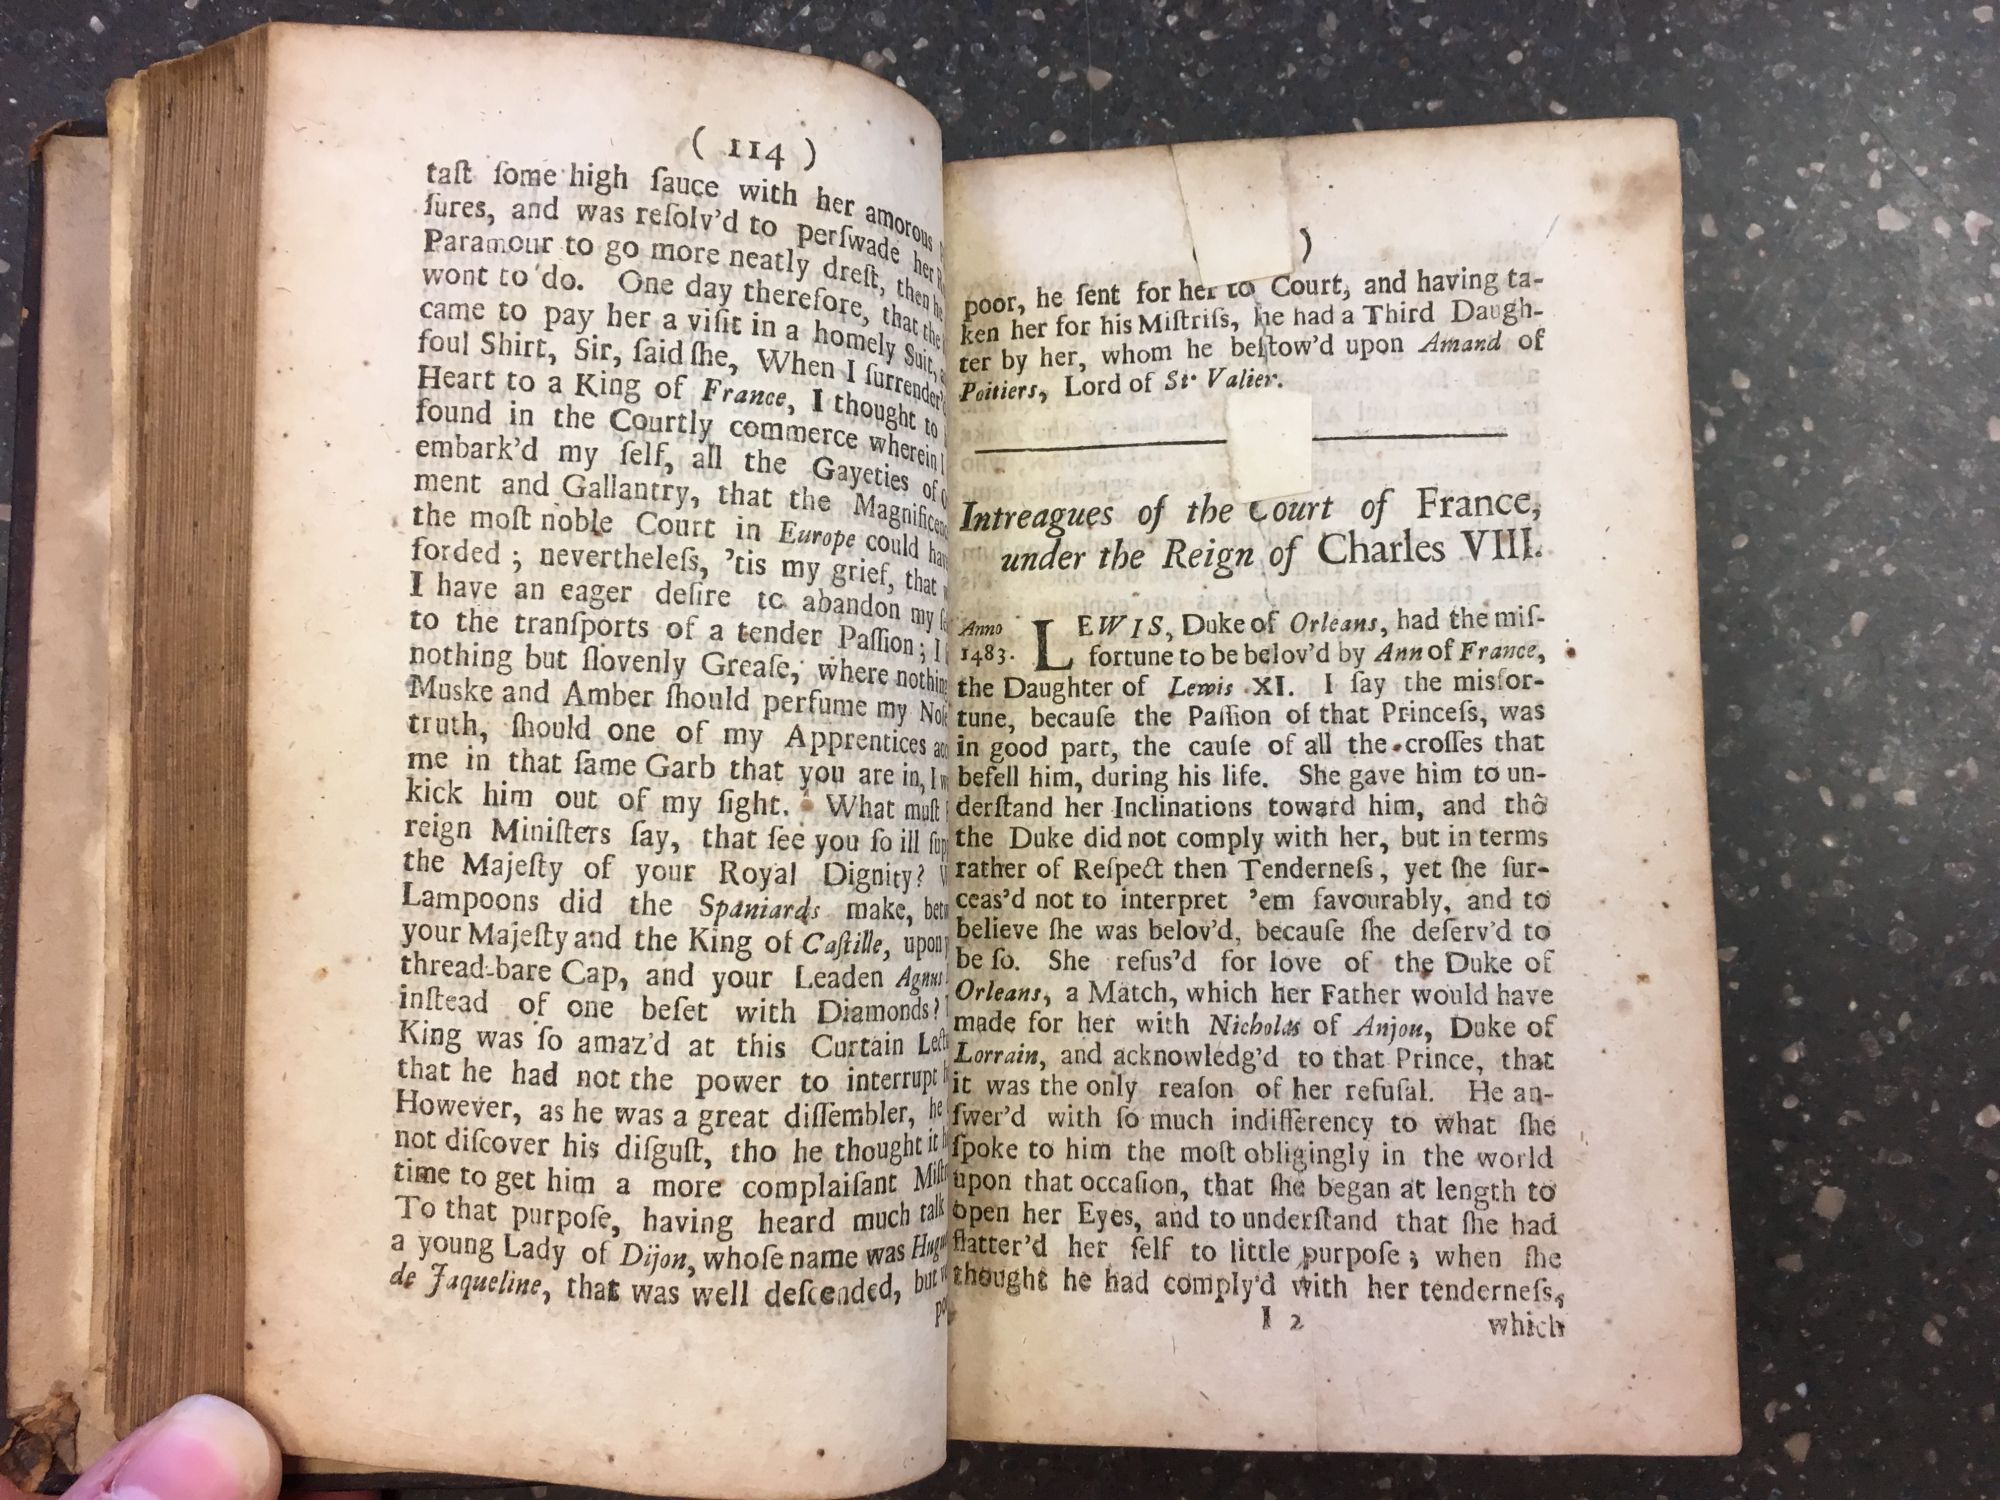 ( 114 )
taſt ſome high ſauce with her amorous
ſures, and was reſolv'd to perſwade her
Paramour to go more neatly dreſt, then he
wont to do. One day therefore, that the
came to pay her a viſit in a homely Suit,
foul Shirt, Sir, ſaid ſhe, When I ſurrender'd
Heart to a King of France, I thought to
found in the Courtly commerce wherein I
embark'd my ſelf, all the Gayeties of
ment and Gallantry, that the Magnificen
the moſt noble Court in Europe could hav
forded ; nevertheleſs, 'tis my grief, that
I have an eager deſire to abandon my
to the tranſports of a tender Paſſion; I
nothing but ſlovenly Greaſe, where nothing
Muske and Amber ſhould perfume my Noſe
truth, ſhould one of my Apprentices
me in that ſame Garb that you are in, I
kick him out of my ſight. What muſt
reign Miniſters ſay, that ſee you ſo ill
the Majeſty of your Royal Dignity?
Lampoons did the Spaniards make,
your Majeſty and the King of Caſtille, upon
thread-bare Cap, and your Leaden Agnus
inſtead of one beſet with Diamonds?
King was ſo amaz'd at this Curtain Lect
that he had not the power to interrupt
However, as he was a great diſſembler, he
not diſcover his diſguſt, tho he thought it
time to get him a more complaiſant
To that purpoſe, having heard much talk
a young Lady of Dijon, whoſe name was
de Jaqueline, that was well deſcended, but
)
poor, he ſent for her to Court, and having ta-
ken her for his Miſtriſs, he had a Third Daugh-
ter by her, whom he beſtow'd upon Amand of
Poitiers, Lord of St. Valier.
Intreagues of the Court of France,
under the Reign of Charles VIII.
Anno
1483.
LEWIS, Duke of Orleans, had the miſ-
fortune to be belov'd by Ann of France,
the Daughter of Lewis XI. I ſay the misfor-
tune, becauſe the Paſſion of that Princeſs, was
in good part, the cauſe of all the croſſes that
befell him, during his life. She gave him to un-
derſtand her Inclinations toward him, and thô
the Duke did not comply with her, but in terms
rather of Reſpect then Tenderneſs, yet ſhe ſur-
ceas'd not to interpret 'em favourably, and to
believe ſhe was belov'd, becauſe ſhe deſerv'd to
be ſo. She refus'd for love of the Duke of
Orleans, a Match, which her Father would have
made for her with Nicholas of Anjou, Duke of
Lorrain, and acknowledg'd to that Prince, that
it was the only reaſon of her refuſal. He an-
ſwer'd with ſo much indifferency to what ſhe
ſpoke to him the moſt obligingly in the world
upon that occaſion, that ſhe began at length to
open her Eyes, and to underſtand that ſhe had
flatter'd her ſelf to little purpoſe ; when ſhe
thought he had comply'd with her tenderneſs,
I 2
which